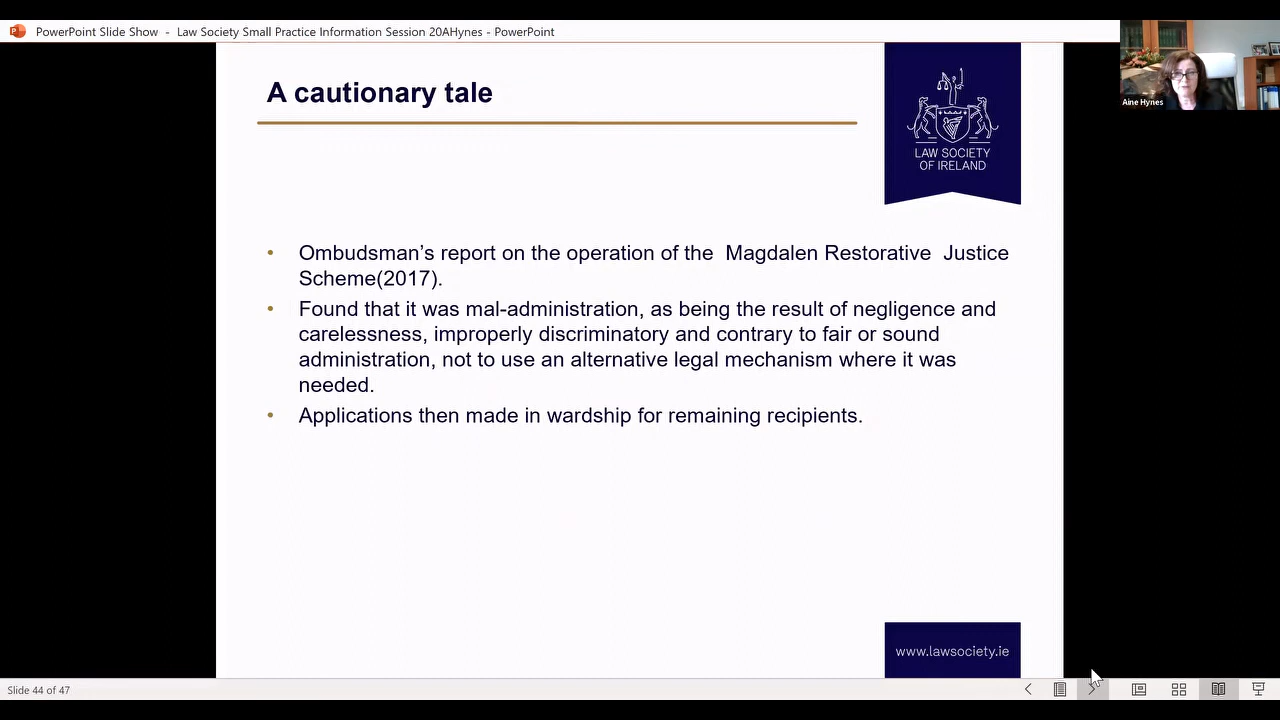 PowerPoint Slide Show - Law Society Small Practice Information Session 20AHynes - PowerPoint
Aine Hynes
A cautionary tale
LAW SOCIETY
OF IRELAND
• Ombudsman's report on the operation of the Magdalen Restorative Justice
Scheme(2017).
• Found that it was mal-administration, as being the result of negligence and
carelessness, improperly discriminatory and contrary to fair or sound
administration, not to use an alternative legal mechanism where it was
needed.
• Applications then made in wardship for remaining recipients.
www.lawsociety.ie
Slide 44 of 47